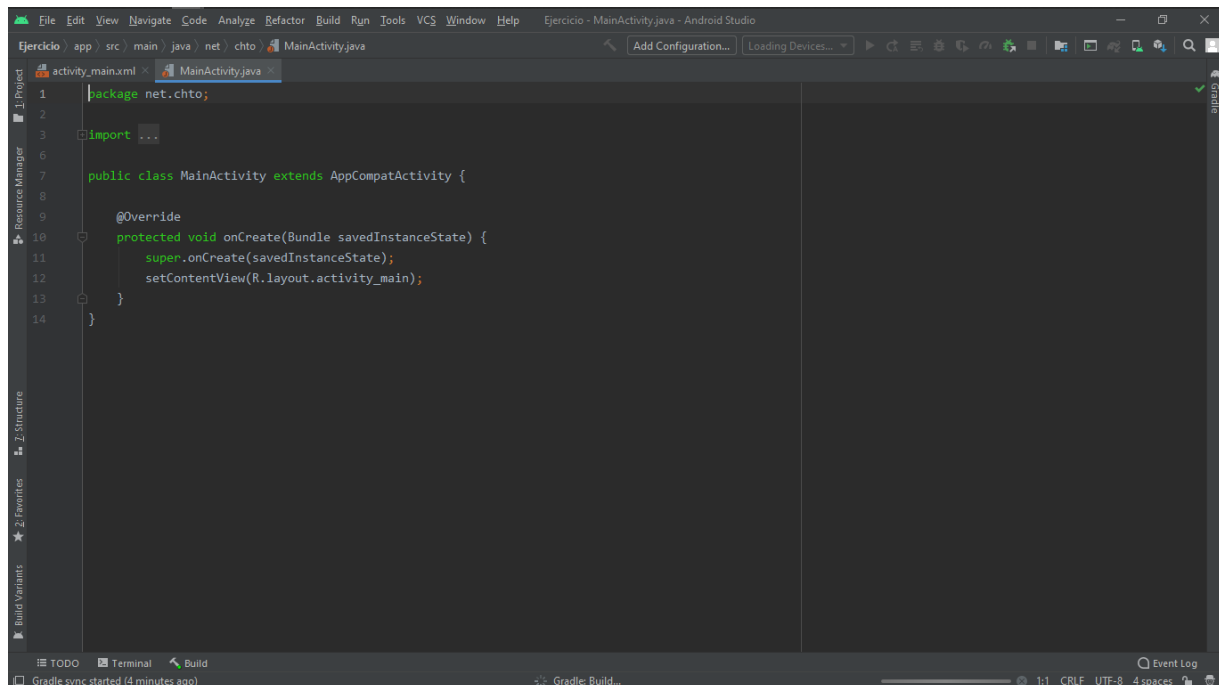 File Edit View Navigate Code Analyze Refactor Build Run Tools VCS Window Help Ejercicio - MainActivity.java - Android Studio
Ejercicio app src main java net chto MainActivity.java Add Configuration... Loading Devices...
activity_main.xml MainActivity.java
1: Project
Resource Manager
7: Structure
2: Favorites
Build Variants
Gradle
1 package net.chto;
2
3 import ...
6
7 public class MainActivity extends AppCompatActivity {
8
9 @Override
10 protected void onCreate(Bundle savedInstanceState) {
11 super.onCreate(savedInstanceState);
12 setContentView(R.layout.activity_main);
13 }
14 }
TODO Terminal Build Event Log
Gradle sync started (4 minutes ago) Gradle: Build... 1:1 CRLF UTF-8 4 spaces